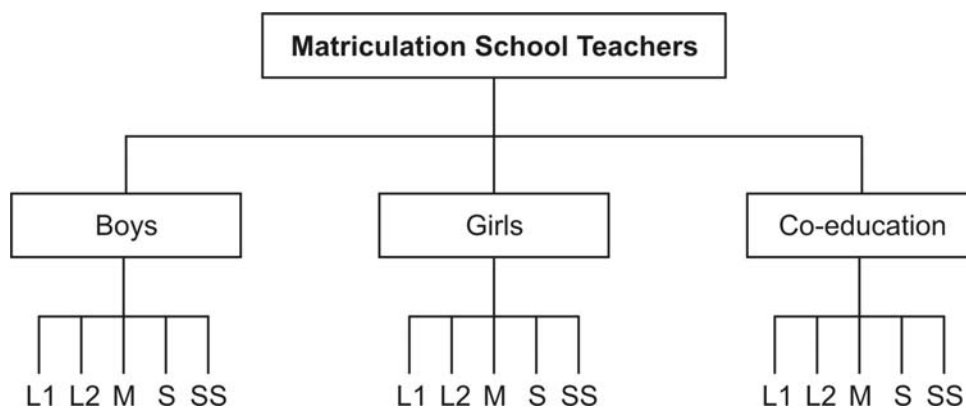 Matriculation School Teachers
Boys Girls Co-education
L1 L2 M S SS L1 L2 M S SS L1 L2 M S SS